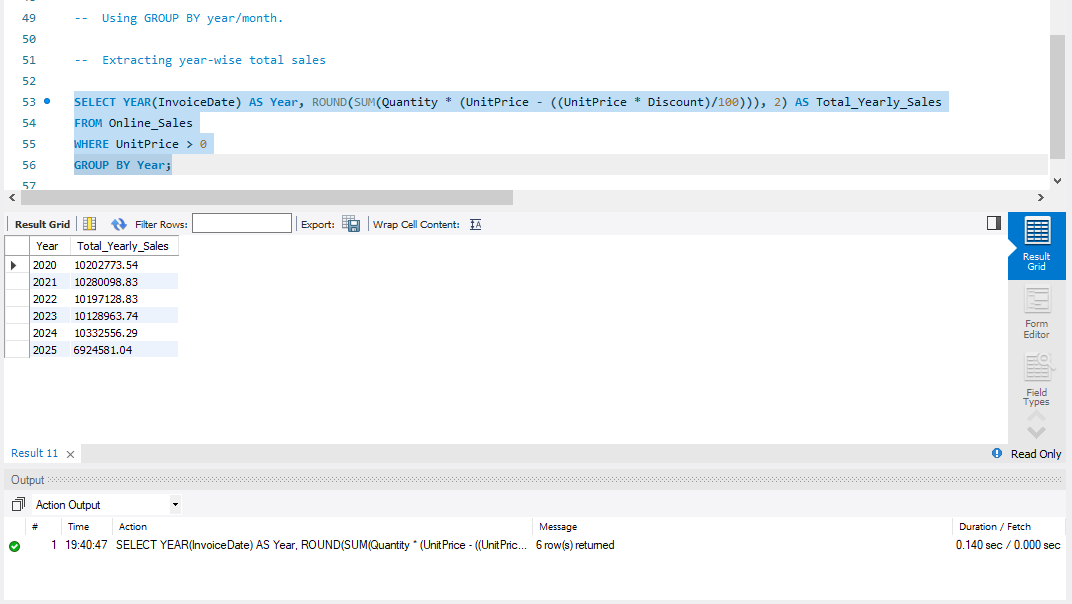 49 -- Using GROUP BY year/month.
50
51 -- Extracting year-wise total sales
52
53 SELECT YEAR(InvoiceDate) AS Year, ROUND(SUM(Quantity * (UnitPrice - ((UnitPrice * Discount)/100))), 2) AS Total_Yearly_Sales
54 FROM Online_Sales
55 WHERE UnitPrice > 0
56 GROUP BY Year;
57
Result Grid Filter Rows: Export: Wrap Cell Content:
Year Total_Yearly_Sales
2020 10202773.54
2021 10280098.83
2022 10197128.83
2023 10128963.74
2024 10332556.29
2025 6924581.04
Result
Grid
Form
Editor
Field
Types
Result 11 Read Only
Output
Action Output
# Time Action Message Duration / Fetch
1 19:40:47 SELECT YEAR(InvoiceDate) AS Year, ROUND(SUM(Quantity * (UnitPrice - ((UnitPric... 6 row(s) returned 0.140 sec / 0.000 sec